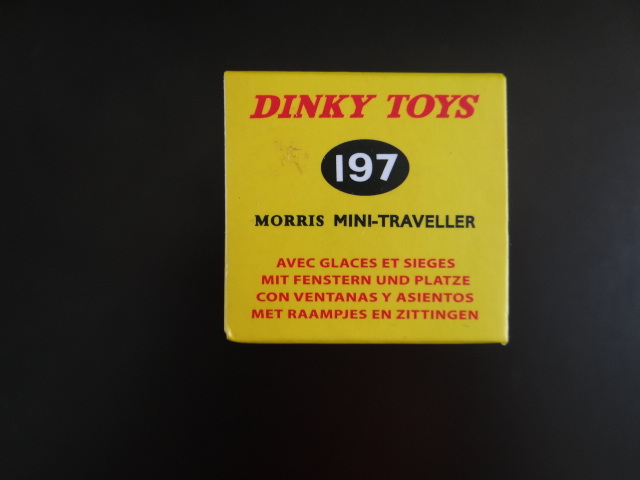 DINKY TOYS
197
MORRIS MINI-TRAVELLER
AVEC GLACES ET SIEGES
MIT FENSTERN UND PLATZE
CON VENTANAS Y ASIENTOS
MET RAAMPJES EN ZITTINGEN